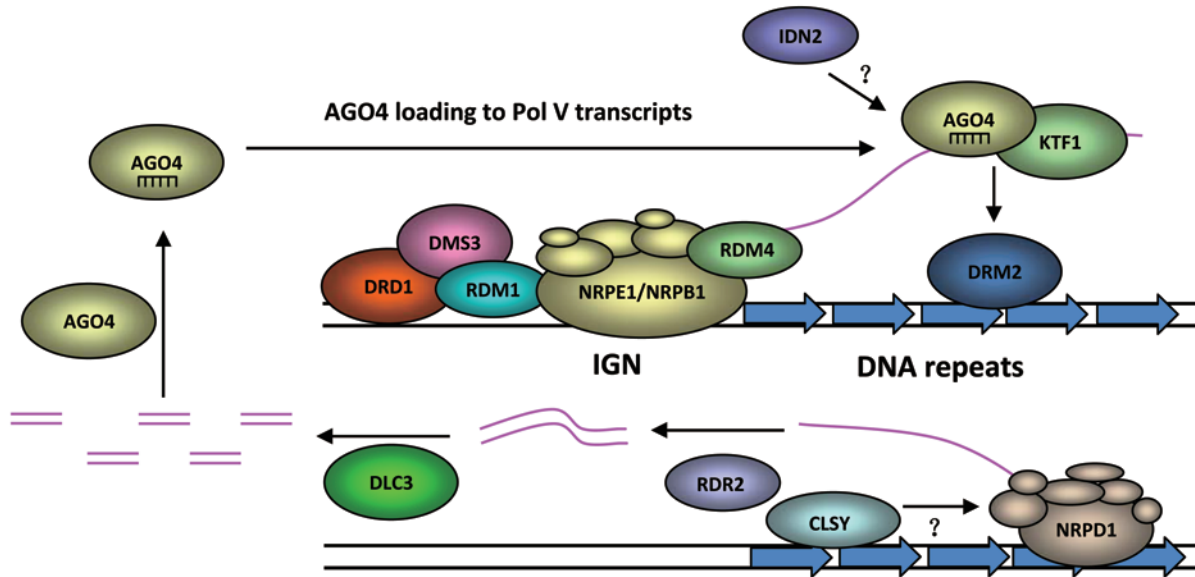 IDN2
?
AGO4 loading to Pol V transcripts
AGO4
KTF1
AGO4
DMS3
RDM4
DRD1
RDM1
NRPE1/NRPB1
DRM2
AGO4
IGN
DNA repeats
DLC3
RDR2
CLSY
?
NRPD1